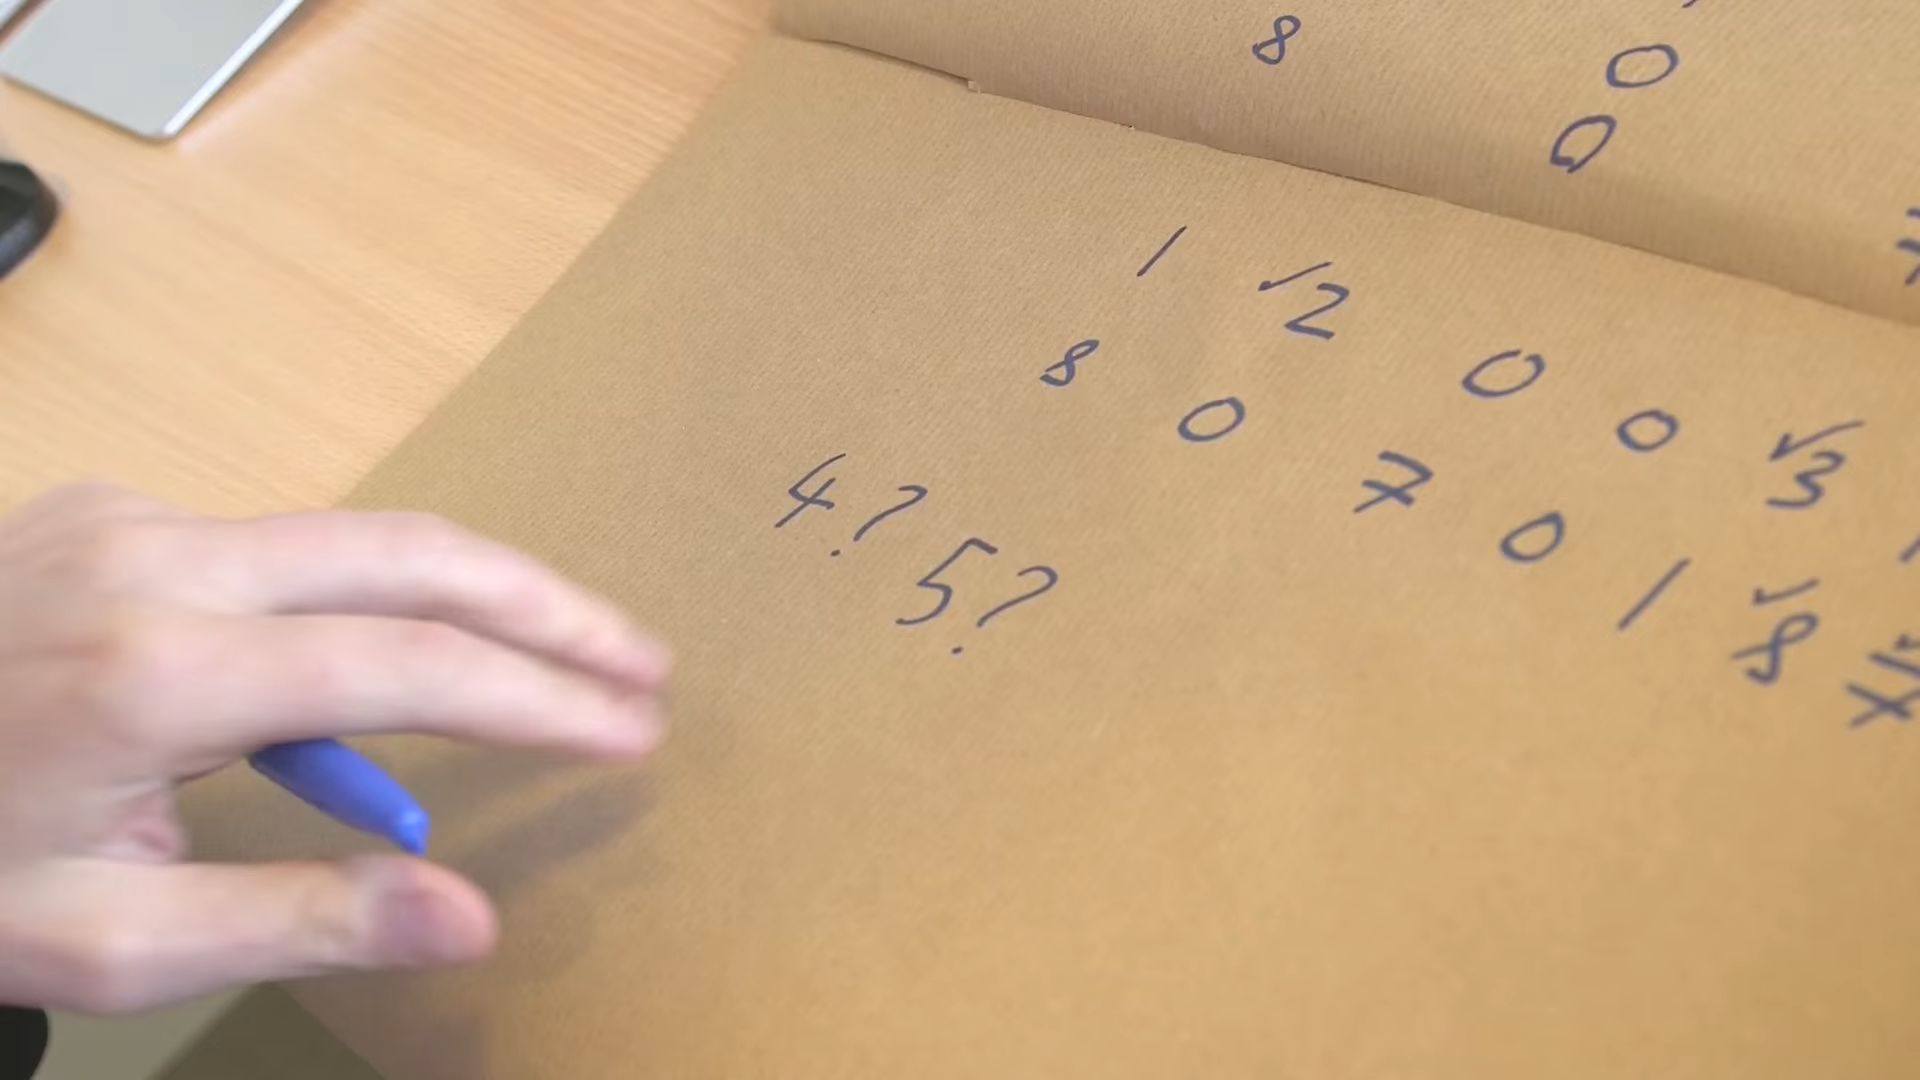 8 0
0
1 √2 0 0 √3
8 0 7 0 1 √8
4? 5?